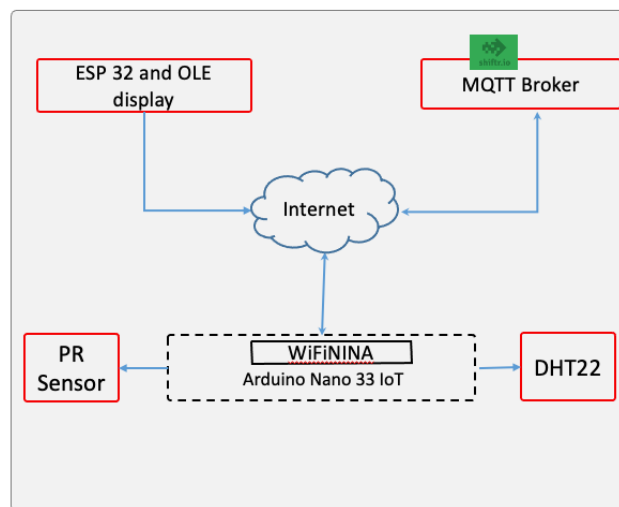 ESP 32 and OLE
display
shiftr.io
MQTT Broker
Internet
WiFiNINA
Arduino Nano 33 IoT
PR
Sensor
DHT22